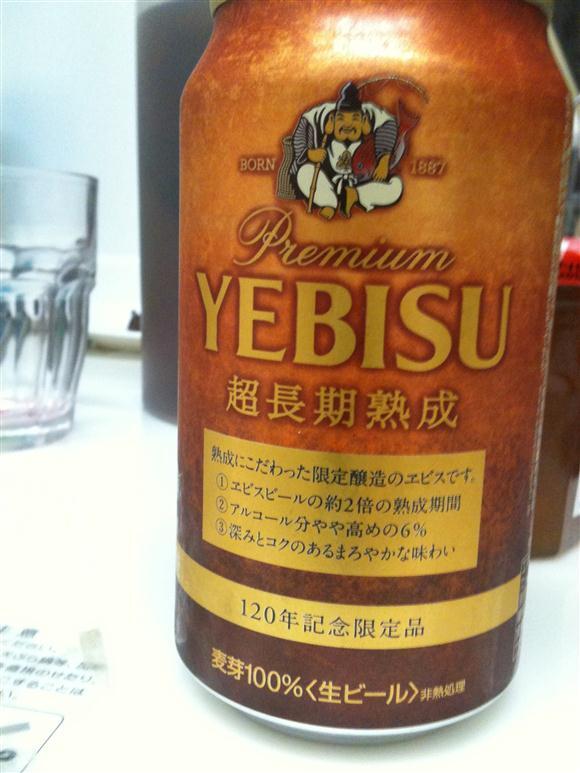 BORN 1887
Premium
YEBISU
超長期熟成
熟成にこだわった限定醸造のヱビスです。
①ヱビスビールの約2倍の熟成期間
②アルコール分やや高めの6%
③深みとコクのあるまろやかな味わい
120年記念限定品
麦芽100%〈生ビール〉非熱処理